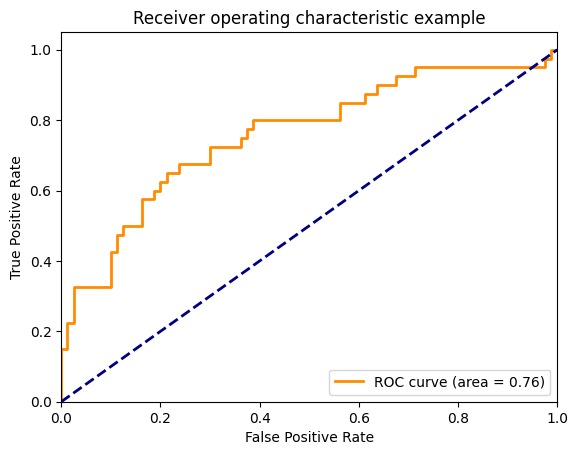 Receiver operating characteristic example
1.0
0.8
0.6
0.4
0.2
0.0
True Positive Rate
ROC curve (area = 0.76)
0.0 0.2 0.4 0.6 0.8 1.0
False Positive Rate